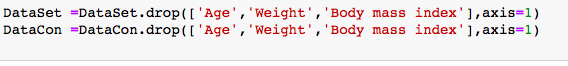 DataSet =DataSet.drop(['Age','Weight','Body mass index'],axis=1)
DataCon =DataCon.drop(['Age','Weight','Body mass index'],axis=1)